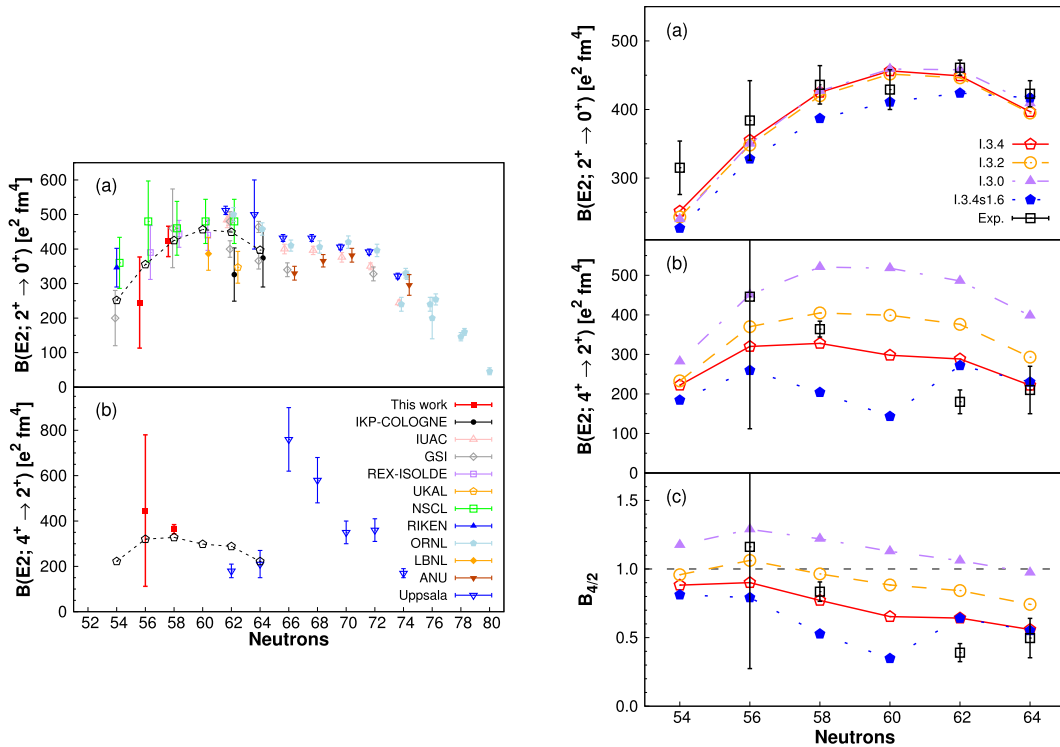 (a)
B(E2; 2⁺ → 0⁺) [e² fm⁴]
600
500
400
300
200
100
0
(b)
B(E2; 4⁺ → 2⁺) [e² fm⁴]
800
600
400
200
0
This work
IKP-COLOGNE
IUAC
GSI
REX-ISOLDE
UKAL
NSCL
RIKEN
ORNL
LBNL
ANU
Uppsala
52 54 56 58 60 62 64 66 68 70 72 74 76 78 80
Neutrons
(a)
B(E2; 2⁺ → 0⁺) [e² fm⁴]
500
400
300
I.3.4
I.3.2
I.3.0
I.3.4s1.6
Exp.
(b)
B(E2; 4⁺ → 2⁺) [e² fm⁴]
500
400
300
200
100
0
(c)
B4/2
1.5
1.0
0.5
0.0
54 56 58 60 62 64
Neutrons